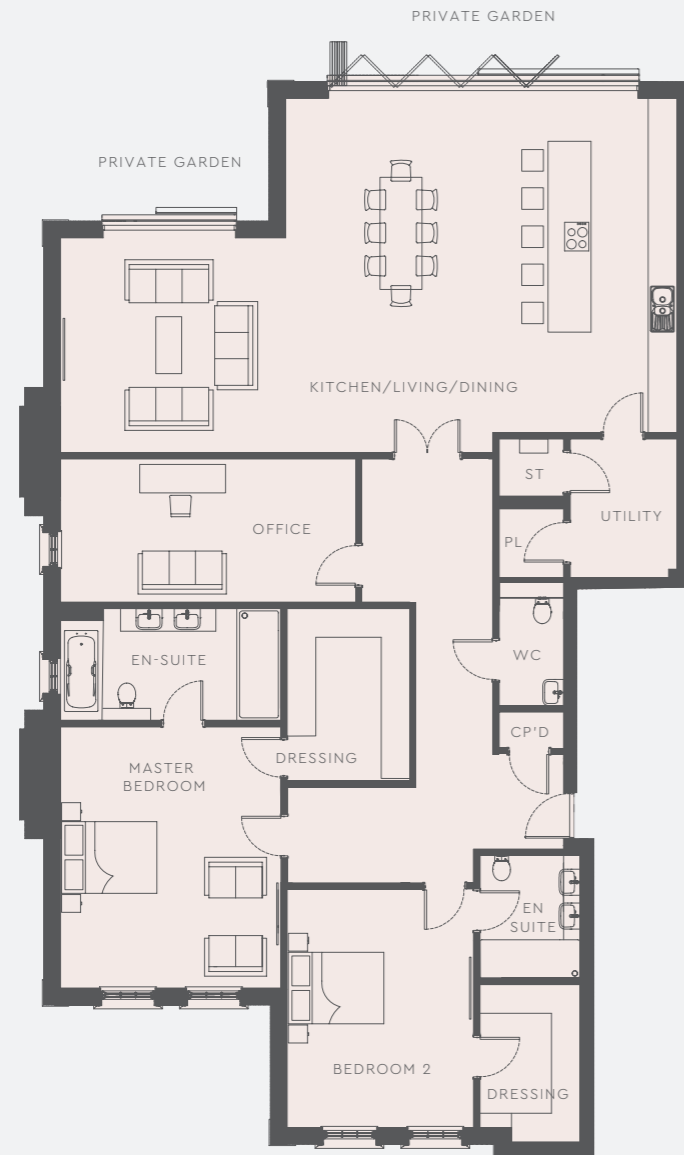 PRIVATE GARDEN
PRIVATE GARDEN
KITCHEN/LIVING/DINING
ST
UTILITY
OFFICE
PL
EN-SUITE
WC
CP'D
DRESSING
MASTER
BEDROOM
EN
SUITE
BEDROOM 2
DRESSING